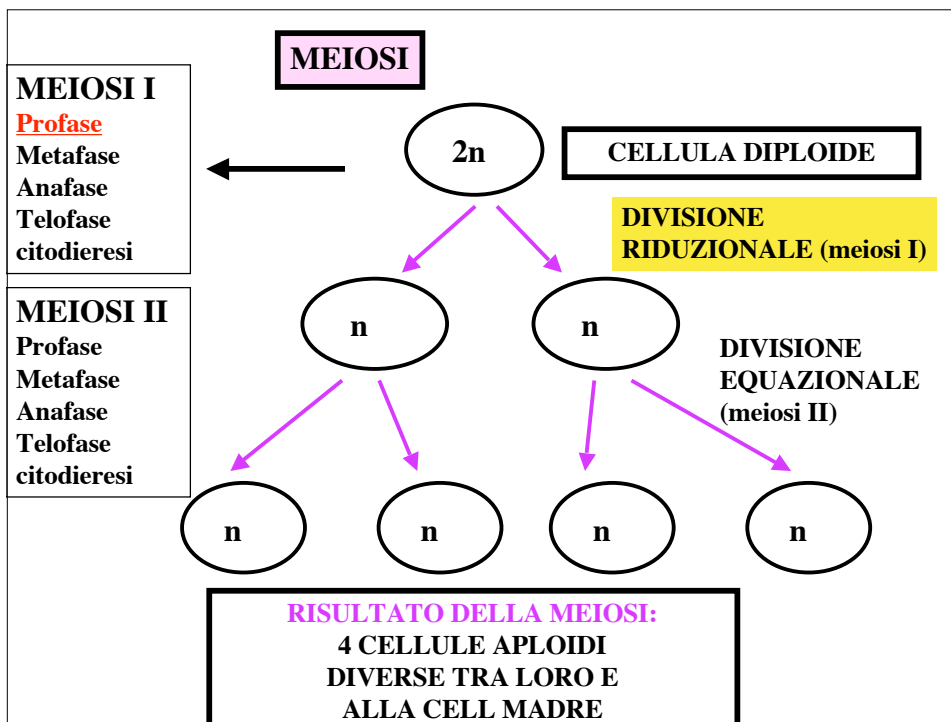 MEIOSI
MEIOSI I
Profase
Metafase
Anafase
Telofase
citodieresi
2n
CELLULA DIPLOIDE
DIVISIONE
RIDUZIONALE (meiosi I)
MEIOSI II
Profase
Metafase
Anafase
Telofase
citodieresi
n
n
DIVISIONE
EQUAZIONALE
(meiosi II)
n
n
n
n
RISULTATO DELLA MEIOSI:
4 CELLULE APLOIDI
DIVERSE TRA LORO E
ALLA CELL MADRE